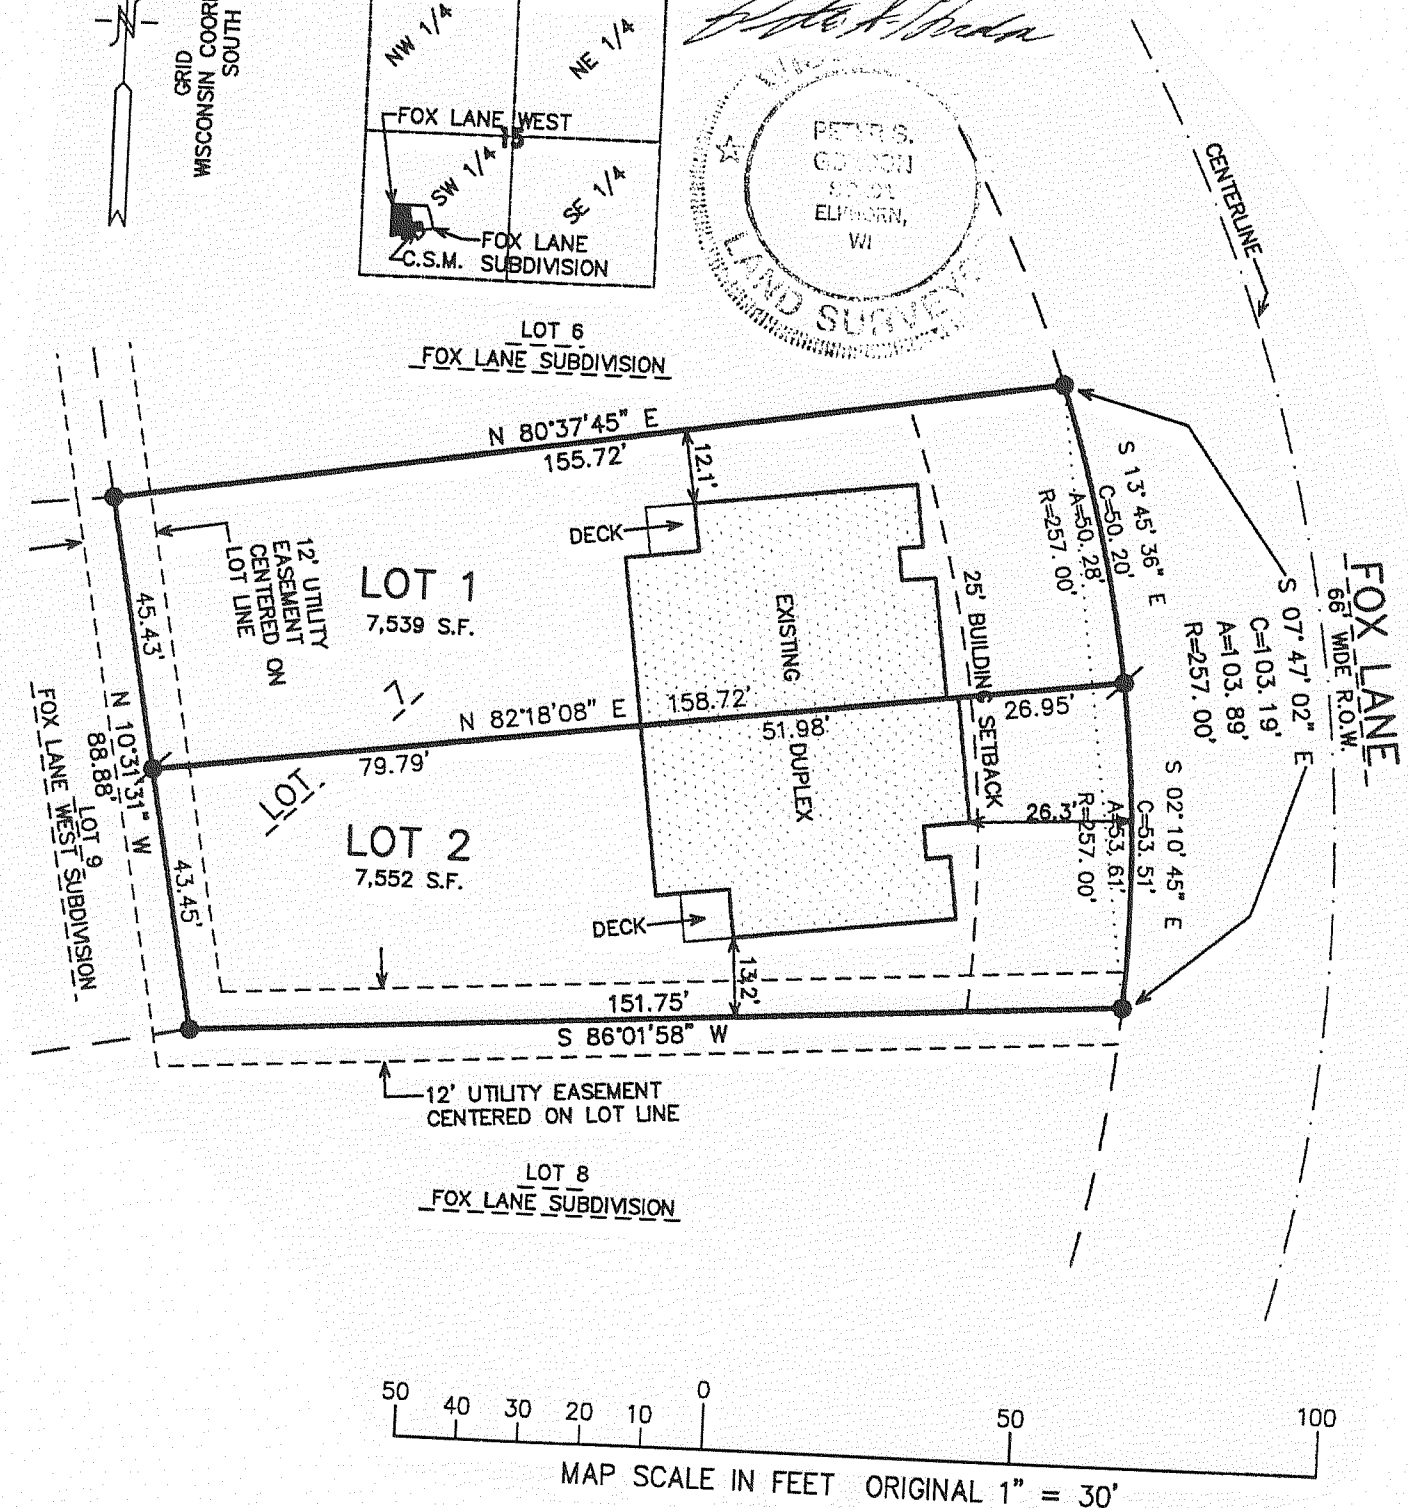 GRID
WISCONSIN COORD
SOUTH
NW 1/4
NE 1/4
FOX LANE WEST
15
SW 1/4
SE 1/4
FOX LANE
C.S.M. SUBDIVISION
PETER S.
ELKHORN,
WI
LAND SURVEY
CENTERLINE
LOT 6
FOX LANE SUBDIVISION
N 80°37'45" E
155.72'
12.1'
DECK
12' UTILITY
EASEMENT
CENTERED ON
LOT LINE
LOT 1
7,539 S.F.
45.43'
EXISTING
DUPLEX
25' BUILDING SETBACK
S 13°45'36" E
C=50.20'
A=50.28'
R=257.00'
S 07°47'02" E
C=103.19'
A=103.89'
R=257.00'
FOX LANE
66' WIDE R.O.W.
LOT 7
N 82°18'08" E
158.72'
79.79'
51.98'
26.95'
N 10°31'31" W
88.88'
LOT 9
FOX LANE WEST SUBDIVISION
43.45'
LOT 2
7,552 S.F.
26.3'
S 02°10'45" E
C=53.51'
A=53.61'
R=257.00'
DECK
13.2'
151.75'
S 86°01'58" W
12' UTILITY EASEMENT
CENTERED ON LOT LINE
LOT 8
FOX LANE SUBDIVISION
50 40 30 20 10 0 50 100
MAP SCALE IN FEET ORIGINAL 1" = 30'